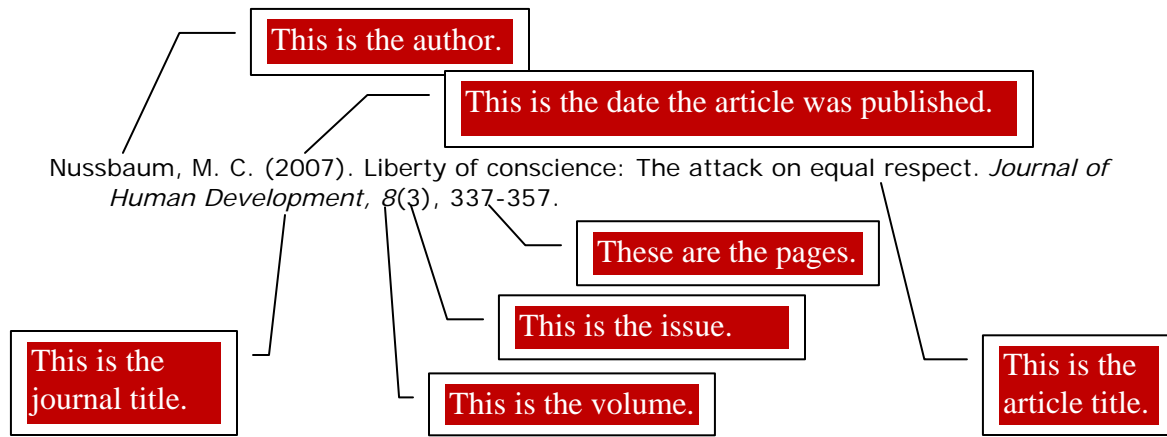 This is the author.
This is the date the article was published.
Nussbaum, M. C. (2007). Liberty of conscience: The attack on equal respect. Journal of
Human Development, 8(3), 337-357.
These are the pages.
This is the issue.
This is the
journal title.
This is the volume.
This is the
article title.